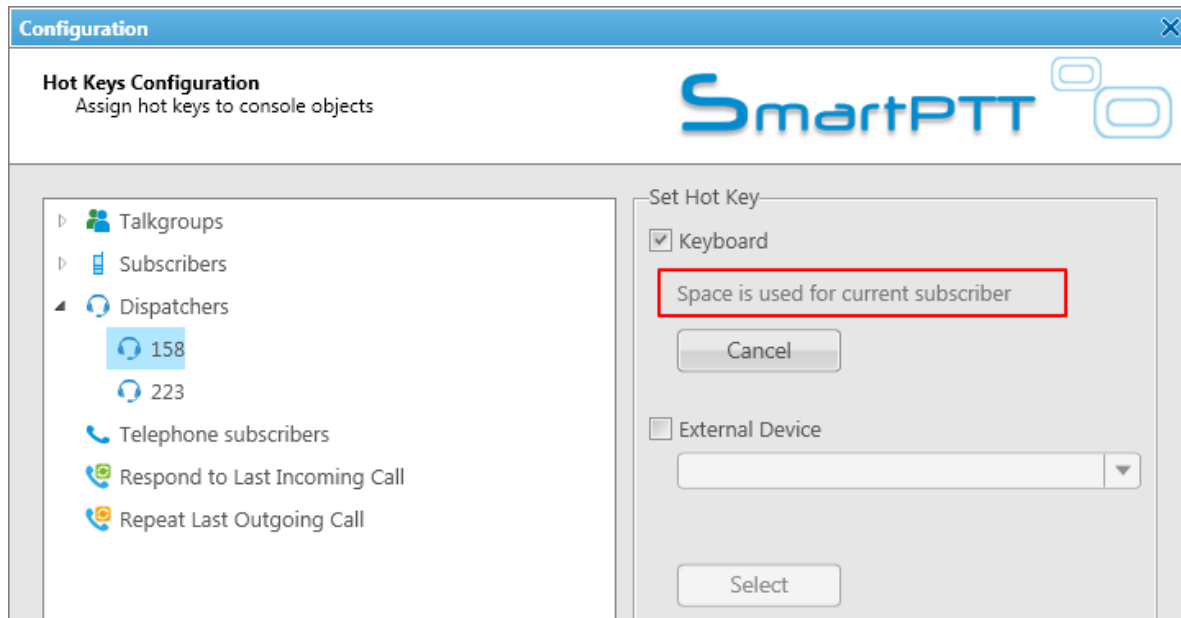 Configuration
Hot Keys Configuration
Assign hot keys to console objects
SmartPTT
Talkgroups
Subscribers
Dispatchers
158
223
Telephone subscribers
Respond to Last Incoming Call
Repeat Last Outgoing Call
Set Hot Key
Keyboard
Space is used for current subscriber
Cancel
External Device
Select